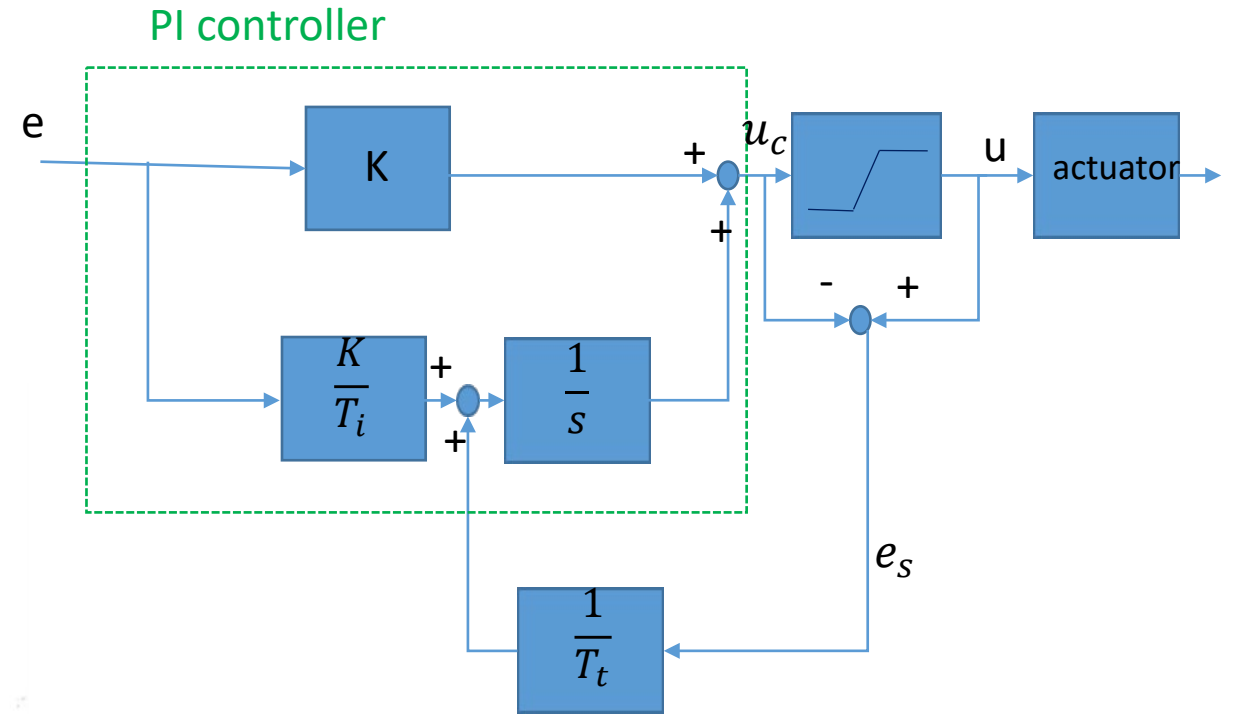 PI controller
e
K
+
u_c
u
actuator
+
-
+
K
T_i
+
1
s
+
e_s
1
T_t